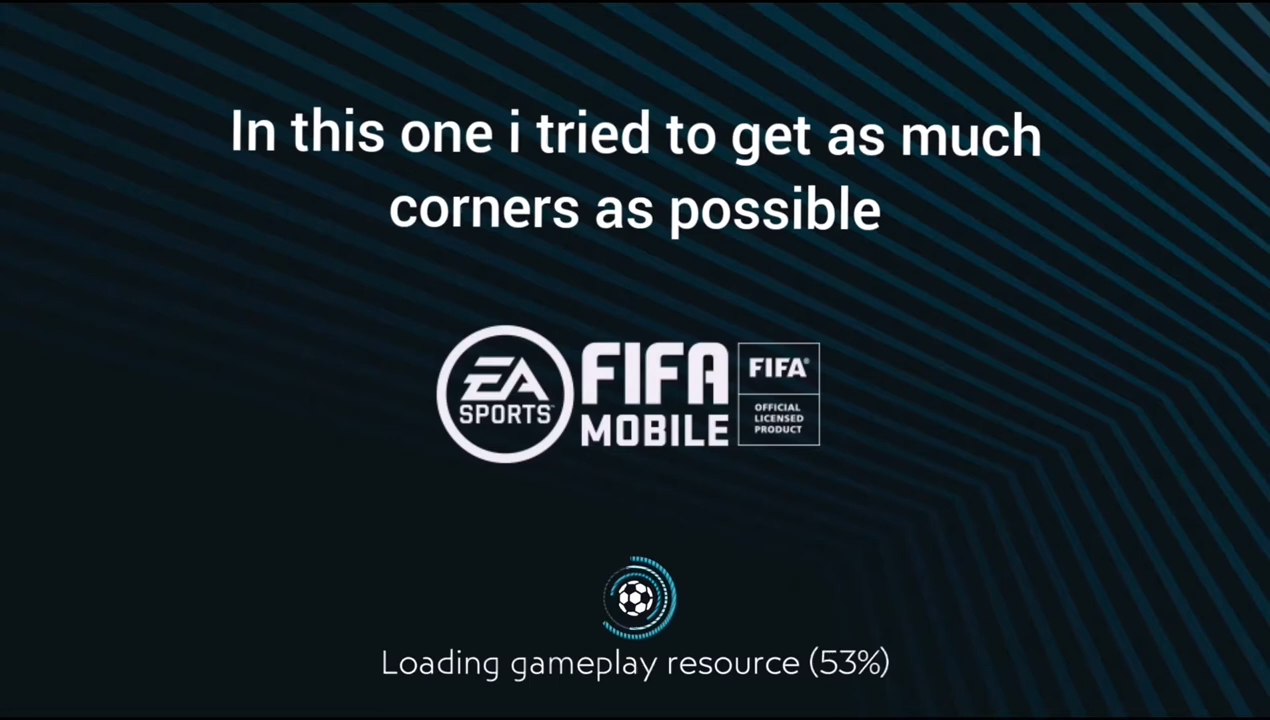 In this one i tried to get as much
corners as possible
EA
SPORTS™
FIFA
MOBILE
FIFA®
OFFICIAL
LICENSED
PRODUCT
Loading gameplay resource (53%)